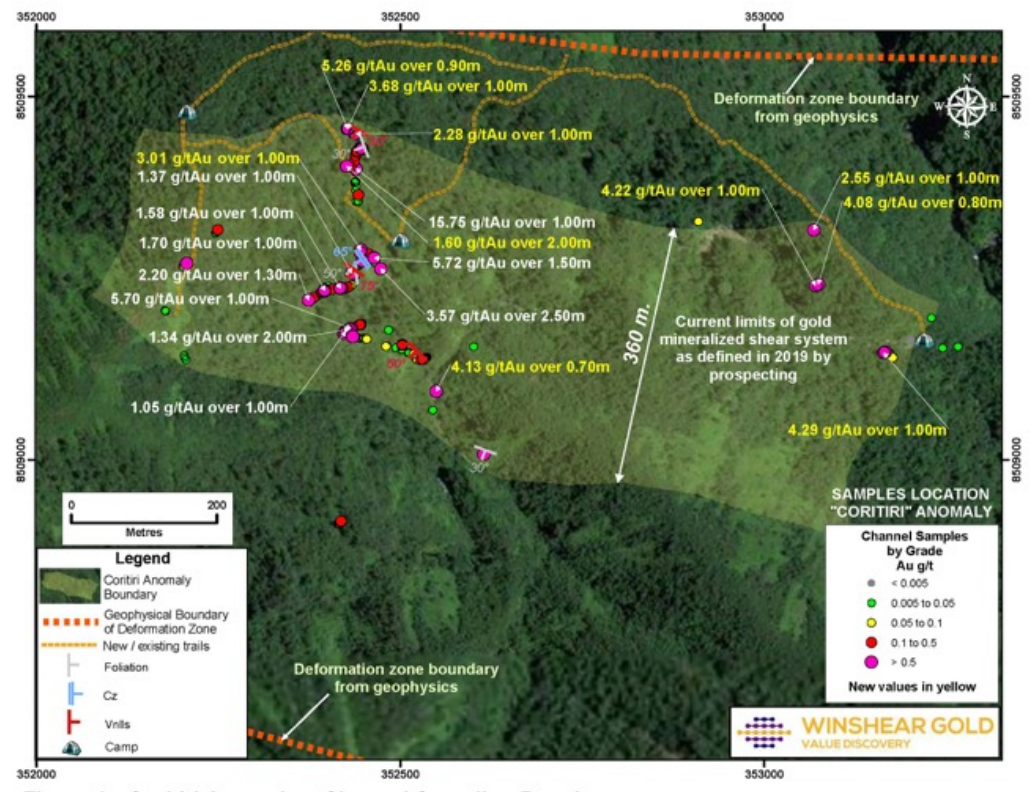 352000
352500
353000
8509500
8509500
5.26 g/tAu over 0.90m
3.68 g/tAu over 1.00m
Deformation zone boundary
from geophysics
N
W
E
S
2.28 g/tAu over 1.00m
30°
3.01 g/tAu over 1.00m
1.37 g/tAu over 1.00m
4.22 g/tAu over 1.00m
2.55 g/tAu over 1.00m
4.08 g/tAu over 0.80m
1.58 g/tAu over 1.00m
15.75 g/tAu over 1.00m
1.70 g/tAu over 1.00m
1.60 g/tAu over 2.00m
65°
5.72 g/tAu over 1.50m
2.20 g/tAu over 1.30m
50°
75°
5.70 g/tAu over 1.00m
3.57 g/tAu over 2.50m
1.34 g/tAu over 2.00m
360 m.
Current limits of gold
mineralized shear system
as defined in 2019 by
prospecting
4.13 g/tAu over 0.70m
1.05 g/tAu over 1.00m
4.29 g/tAu over 1.00m
8509000
8509000
30°
0
200
Metres
SAMPLES LOCATION
"CORITIRI" ANOMALY
Channel Samples
by Grade
Au g/t
< 0.005
0.005 to 0.05
0.05 to 0.1
0.1 to 0.5
> 0.5
New values in yellow
Legend
Coritiri Anomaly
Boundary
Geophysical Boundary
of Deformation Zone
New / existing trails
Foliation
Cz
Vnlls
Camp
Deformation zone boundary
from geophysics
WINSHEAR GOLD
VALUE DISCOVERY
352000
352500
353000